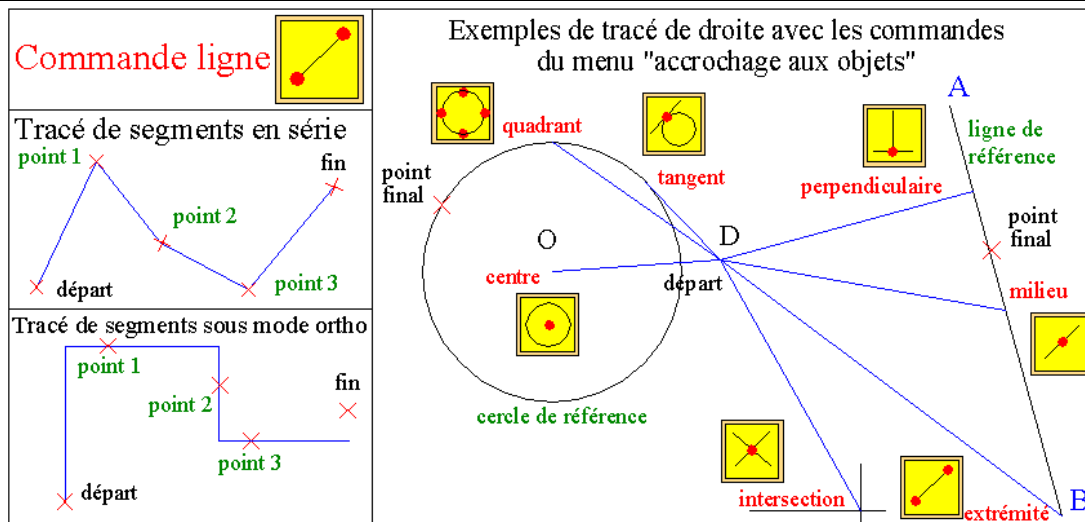 Commande ligne
Tracé de segments en série
point 1
fin
point 2
départ
point 3
Tracé de segments sous mode ortho
point 1
fin
point 2
point 3
départ
Exemples de tracé de droite avec les commandes
du menu "accrochage aux objets"
A
quadrant
ligne de
référence
point
final
tangent
perpendiculaire
O
D
point
final
centre
départ
milieu
cercle de référence
intersection
extrémité
B